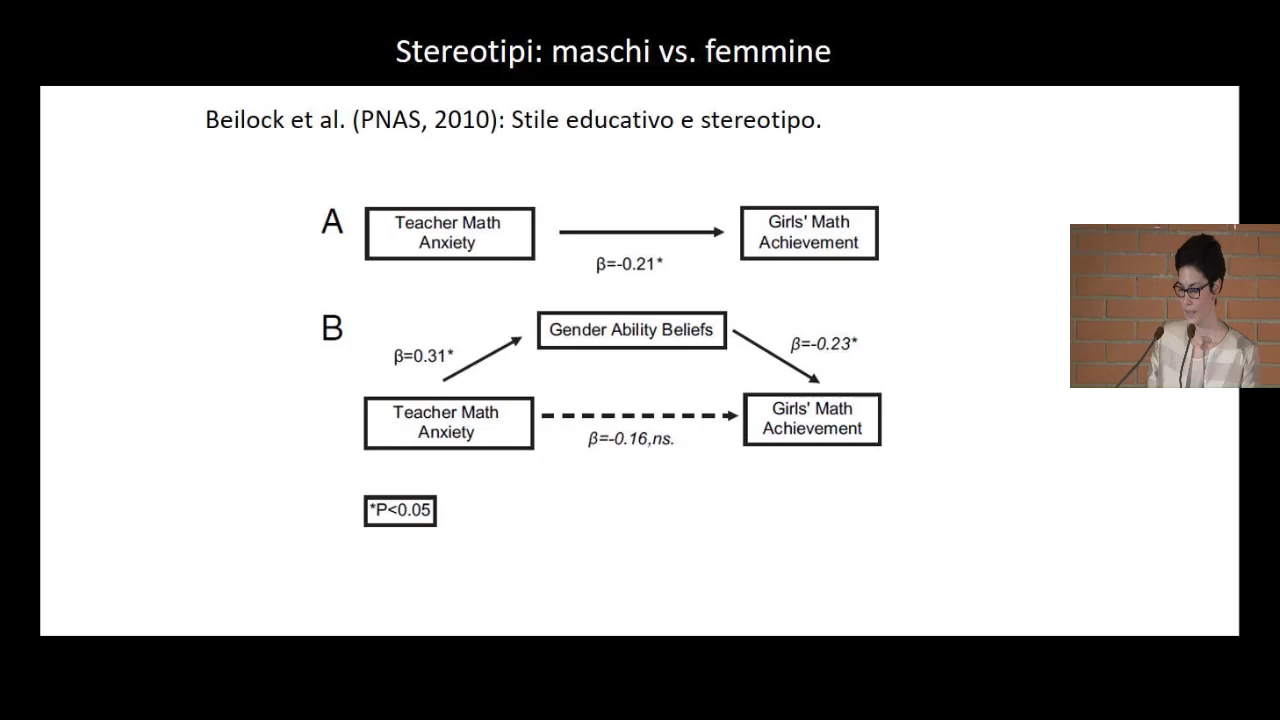 Stereotipi: maschi vs. femmine
Beilock et al. (PNAS, 2010): Stile educativo e stereotipo.
A
Teacher Math
Anxiety
β=-0.21*
Girls' Math
Achievement
B
β=0.31*
Gender Ability Beliefs
β=-0.23*
Teacher Math
Anxiety
β=-0.16,ns.
Girls' Math
Achievement
*P<0.05